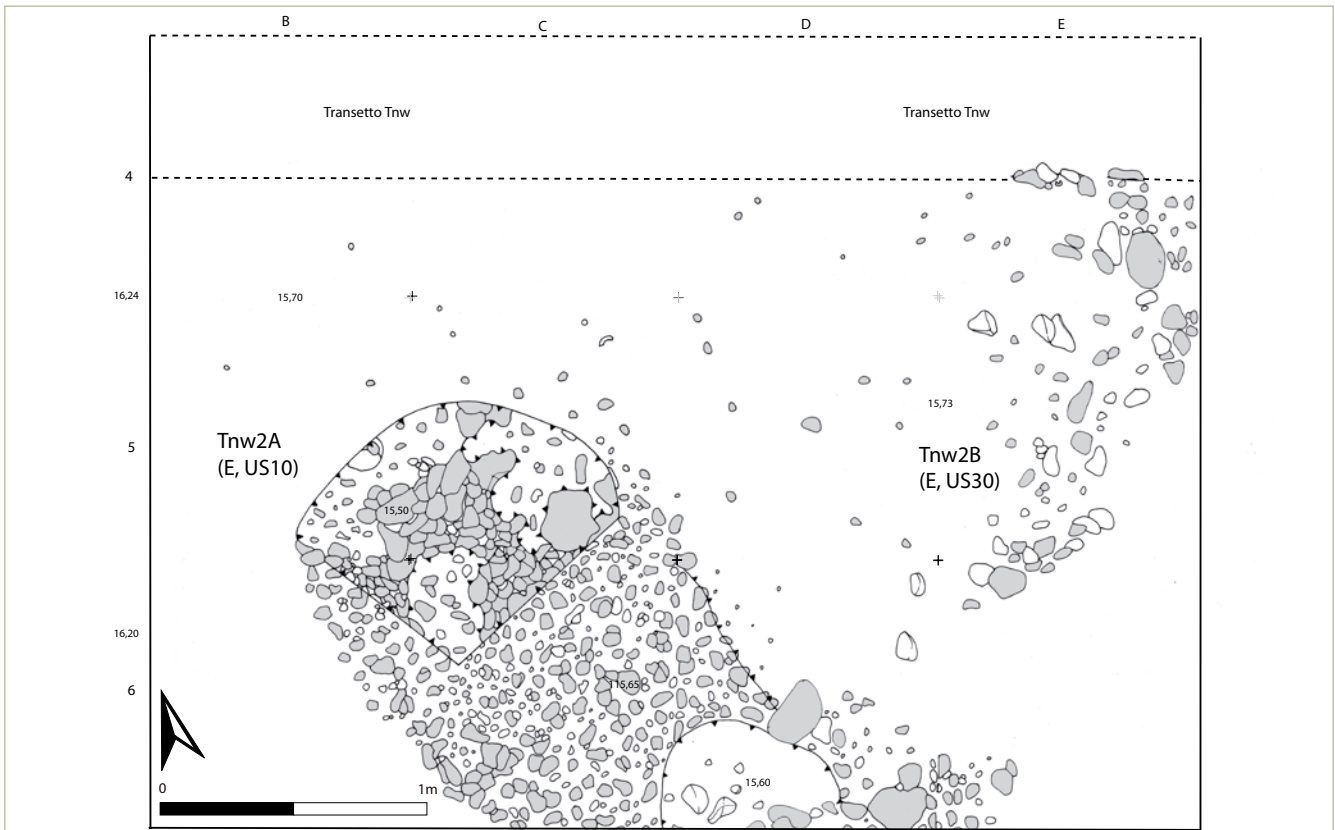 B C D E
Transetto Tnw Transetto Tnw
4
16,24
15,70
15,73
Tnw2A
(E, US10)
5
Tnw2B
(E, US30)
15,50
16,20
115,65
6
15,60
0 1m